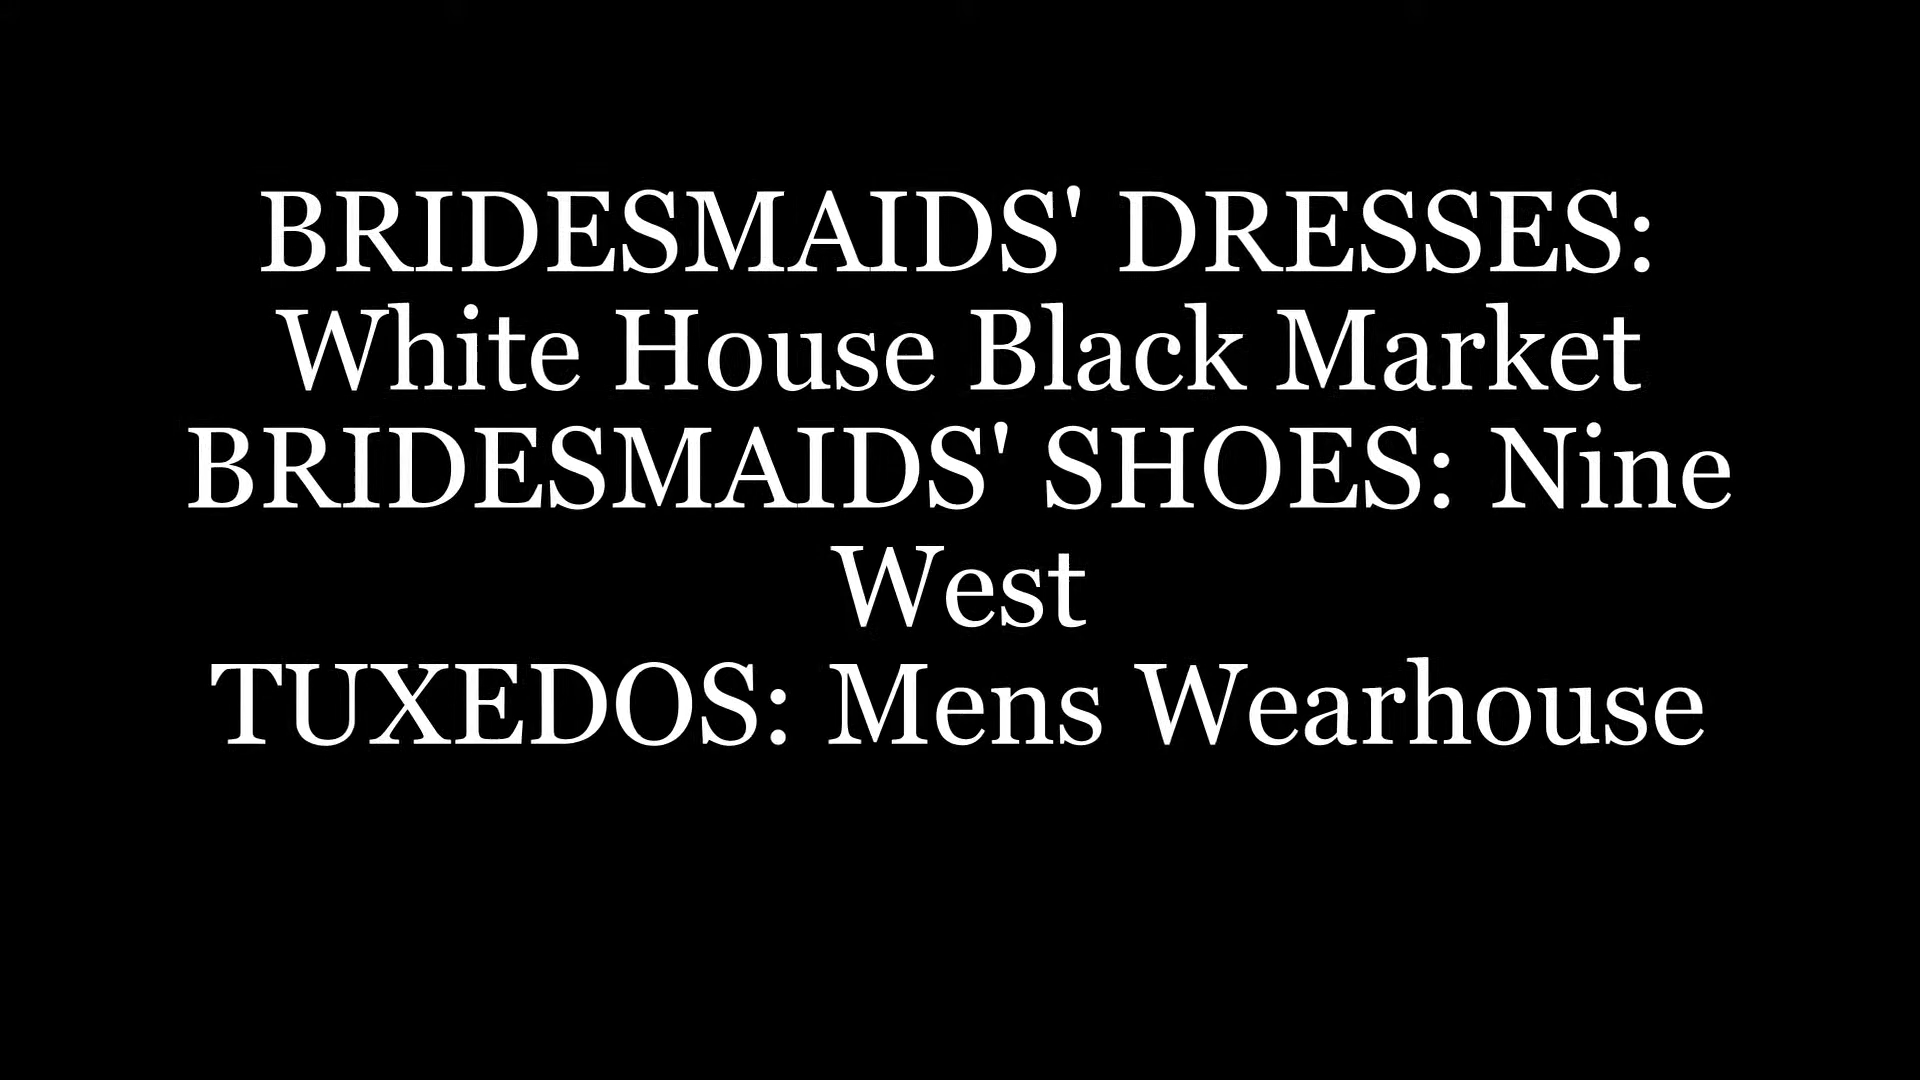 BRIDESMAIDS' DRESSES:
White House Black Market
BRIDESMAIDS' SHOES: Nine
West
TUXEDOS: Mens Wearhouse